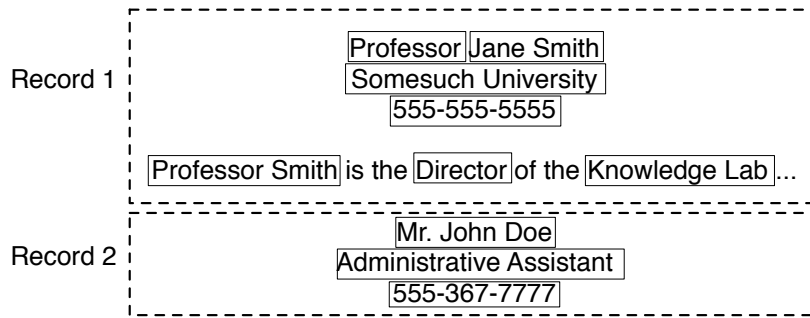 Record 1
Professor Jane Smith
Somesuch University
555-555-5555
Professor Smith is the Director of the Knowledge Lab ...
Record 2
Mr. John Doe
Administrative Assistant
555-367-7777